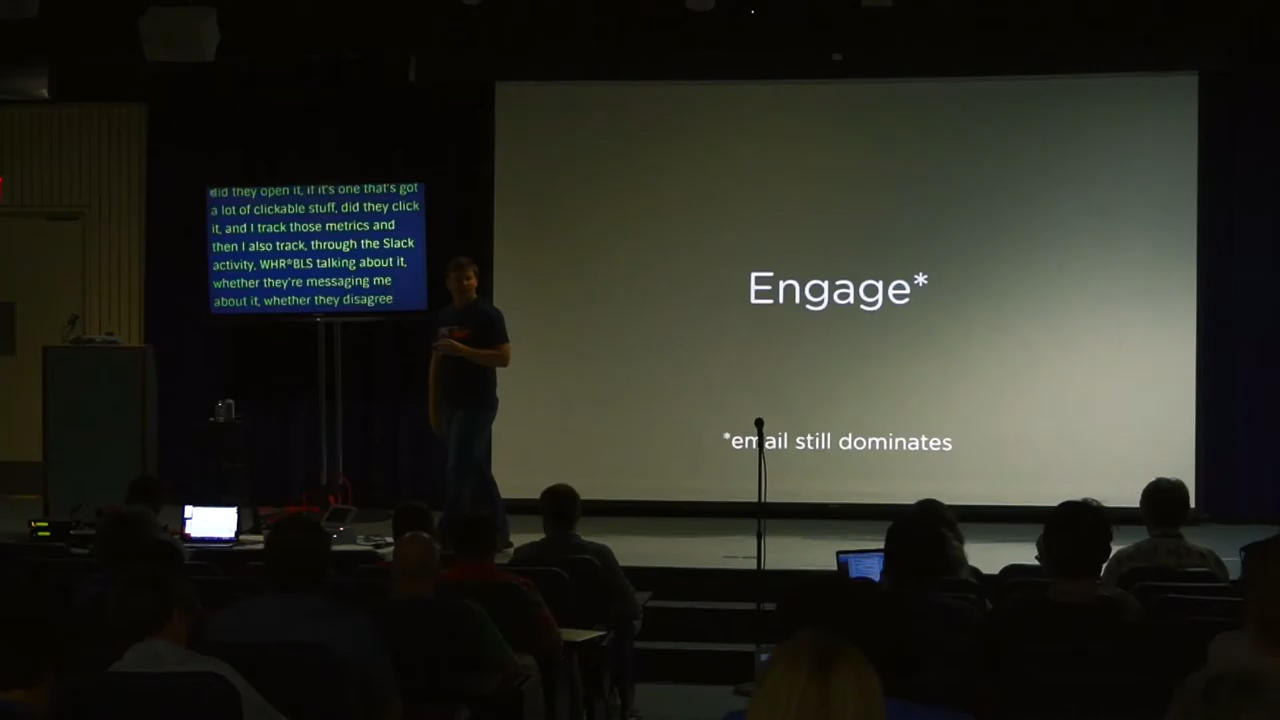 did they open it, if it's one that's got
a lot of clickable stuff, did they click
it, and I track those metrics and
then I also track, through the Slack
activity, WHR*BLS talking about it,
whether they're messaging me
about it, whether they disagree
Engage*
*email still dominates